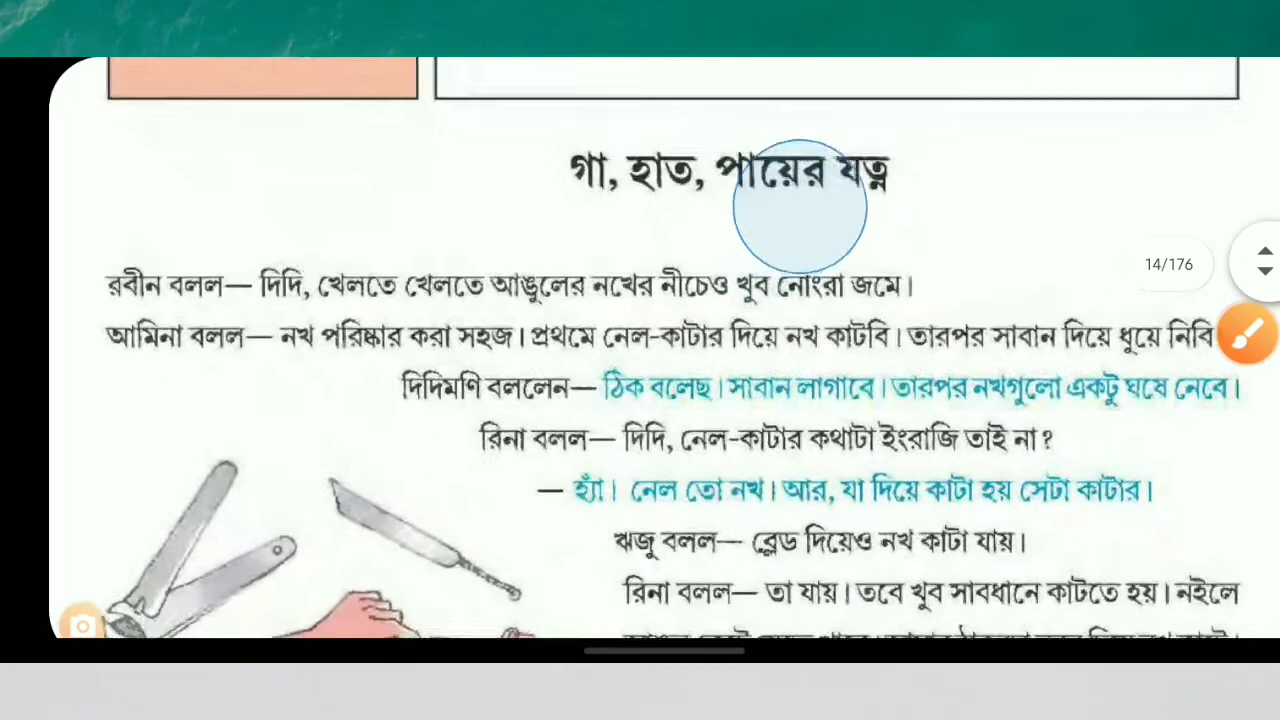 গা, হাত, পায়ের যত্ন
14/176
রবীন বলল— দিদি, খেলতে খেলতে আঙুলের নখের নীচেও খুব নোংরা জমে।
আমিনা বলল— নখ পরিষ্কার করা সহজ। প্রথমে নেল-কাটার দিয়ে নখ কাটবি। তারপর সাবান দিয়ে ধুয়ে নিবি
দিদিমণি বললেন— ঠিক বলেছ। সাবান লাগাবে। তারপর নখগুলো একটু ঘষে নেবে।
রিনা বলল— দিদি, নেল-কাটার কথাটা ইংরাজি তাই না?
— হ্যাঁ। নেল তো নখ। আর, যা দিয়ে কাটা হয় সেটা কাটার।
ঋজু বলল— ব্লেড দিয়েও নখ কাটা যায়।
রিনা বলল— তা যায়। তবে খুব সাবধানে কাটতে হয়। নইলে